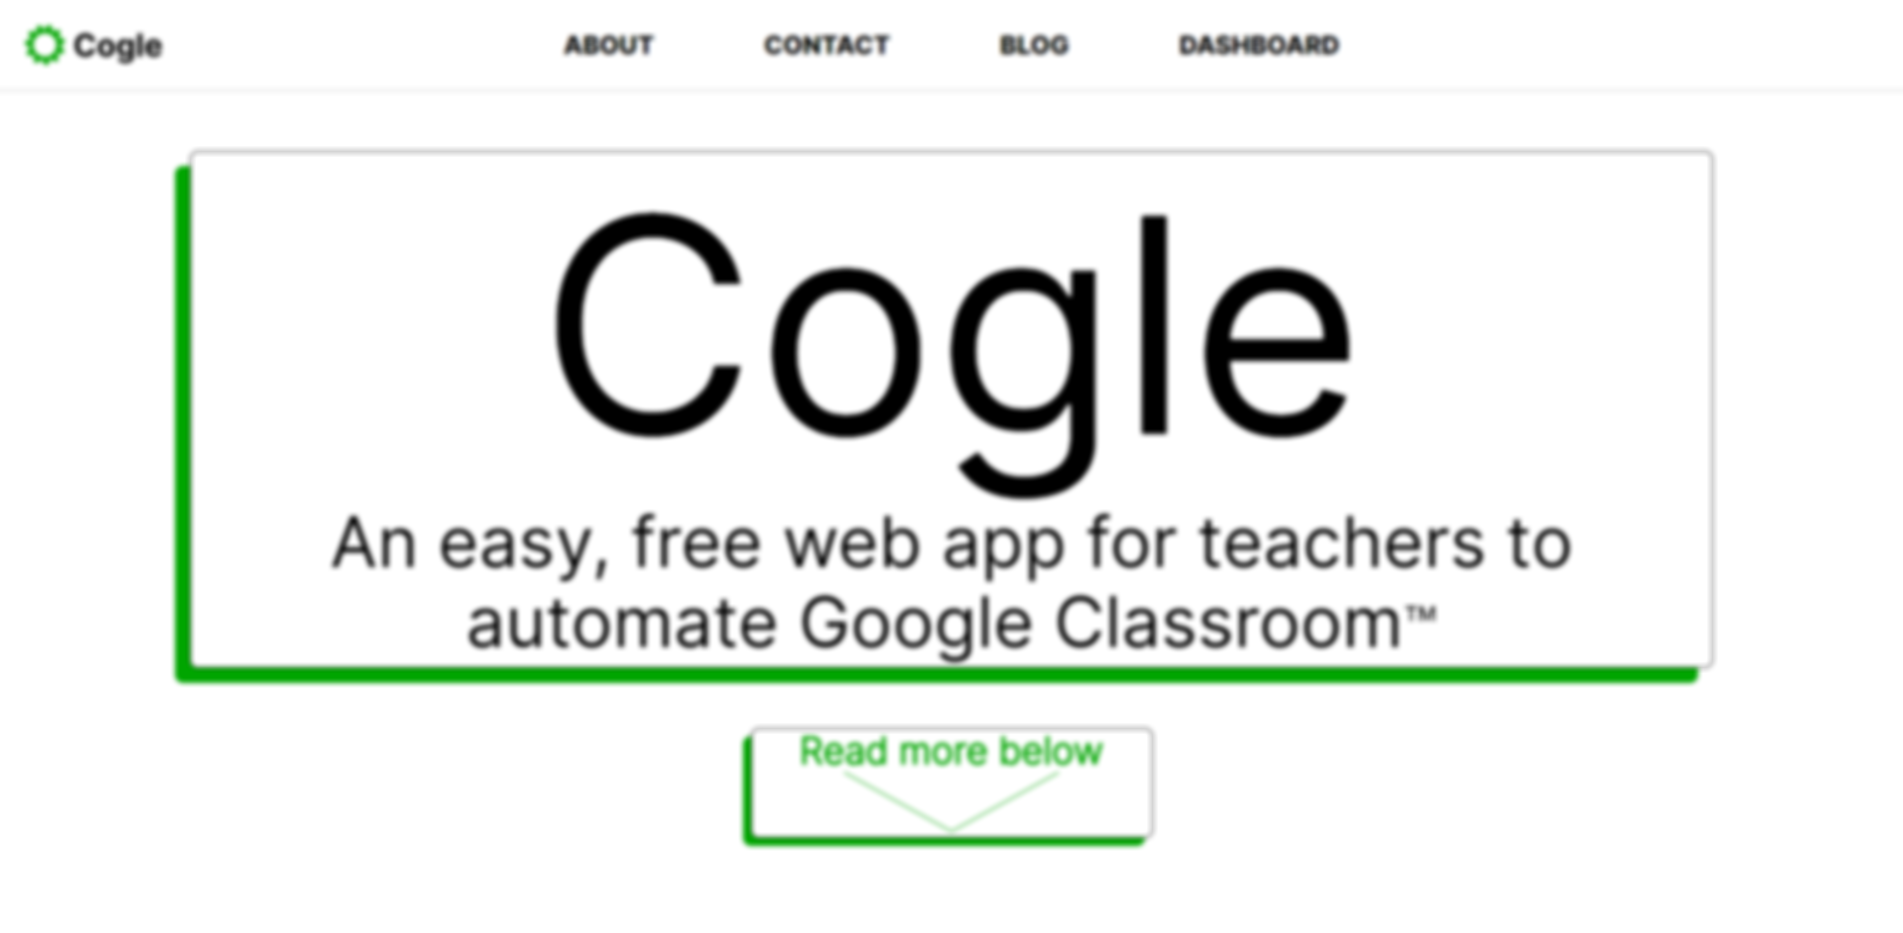 Cogle
ABOUT CONTACT BLOG DASHBOARD
Cogle
An easy, free web app for teachers to
automate Google Classroom™
Read more below